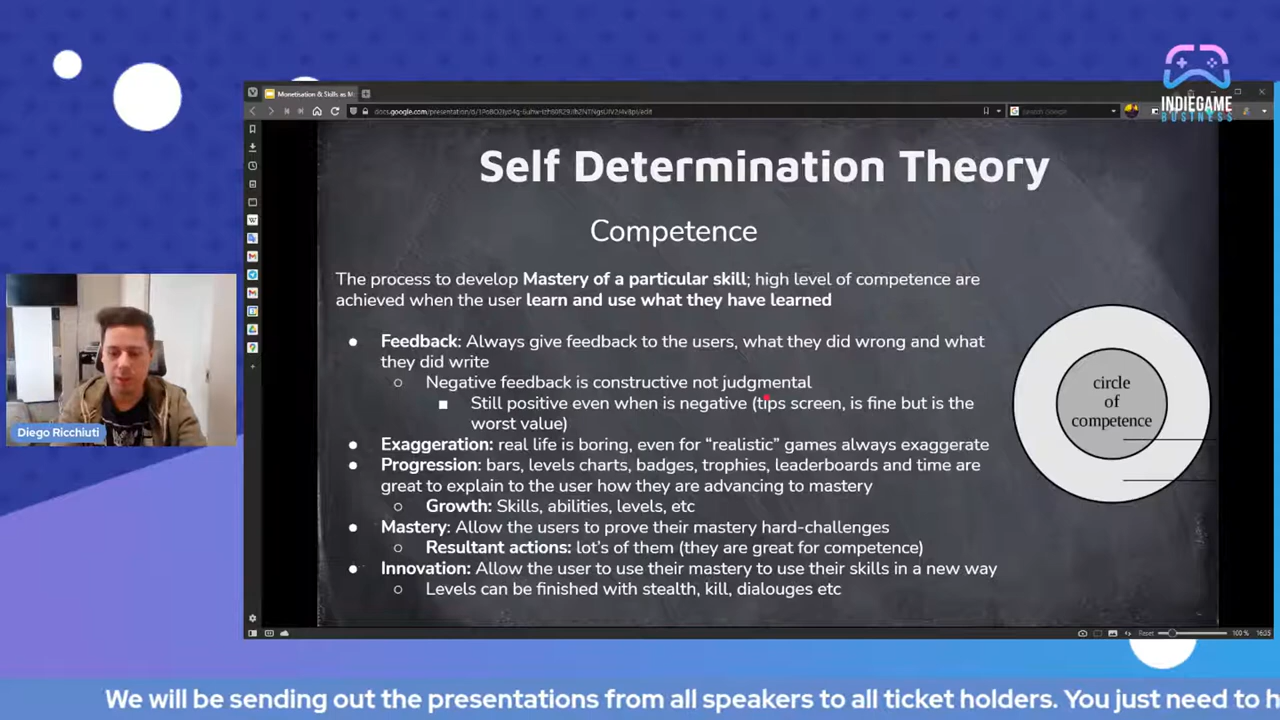 INDIEGAME
BUSINESS
Monetisation & Skills as M
Self Determination Theory
Competence
The process to develop Mastery of a particular skill; high level of competence are
achieved when the user learn and use what they have learned
● Feedback: Always give feedback to the users, what they did wrong and what
they did write
○ Negative feedback is constructive not judgmental
■ Still positive even when is negative (tips screen, is fine but is the
worst value)
● Exaggeration: real life is boring, even for “realistic” games always exaggerate
● Progression: bars, levels charts, badges, trophies, leaderboards and time are
great to explain to the user how they are advancing to mastery
○ Growth: Skills, abilities, levels, etc
● Mastery: Allow the users to prove their mastery hard-challenges
○ Resultant actions: lot's of them (they are great for competence)
● Innovation: Allow the user to use their mastery to use their skills in a new way
○ Levels can be finished with stealth, kill, dialouges etc
circle
of
competence
Diego Ricchiuti
Reset 100 % 16:35
We will be sending out the presentations from all speakers to all ticket holders. You just need to h